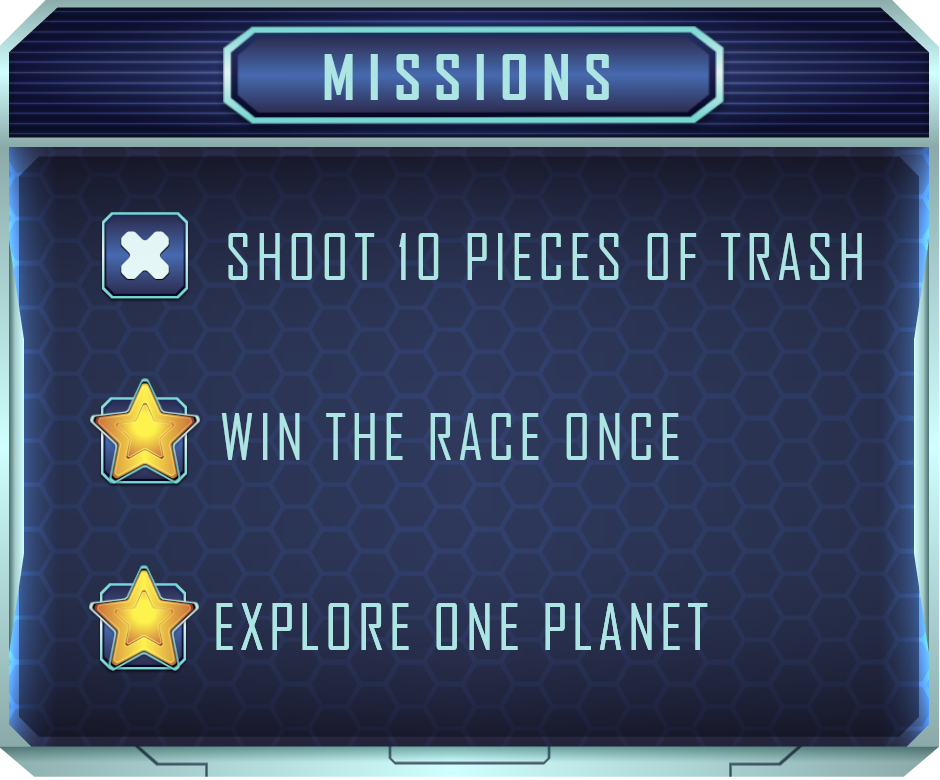 MISSIONS
SHOOT 10 PIECES OF TRASH
WIN THE RACE ONCE
EXPLORE ONE PLANET